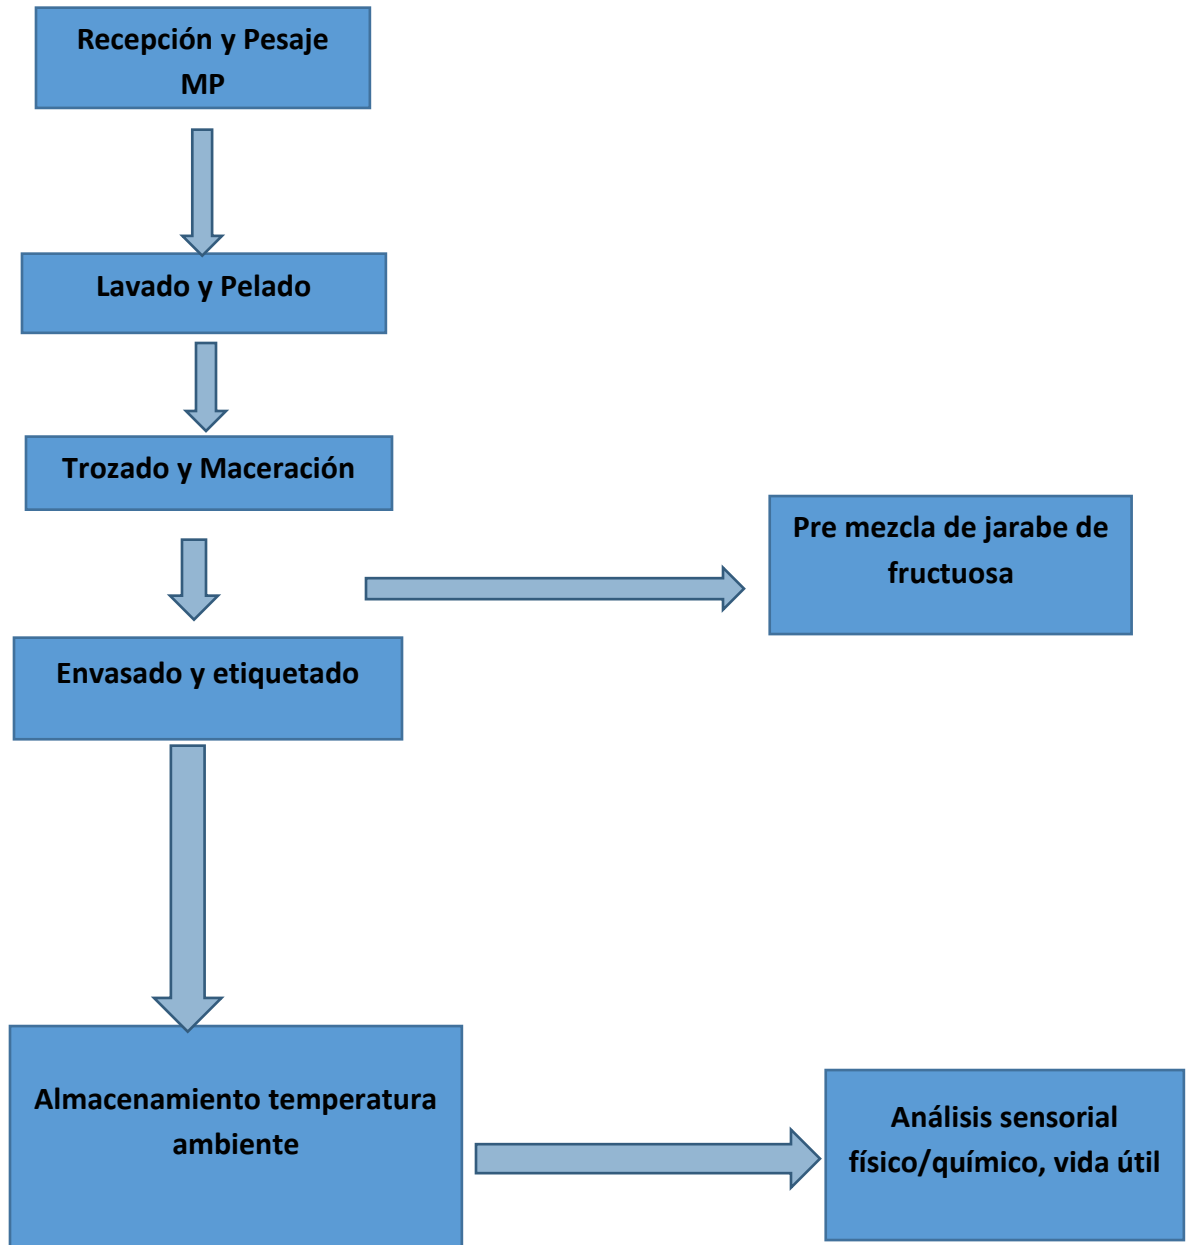 Recepción y Pesaje
MP
Lavado y Pelado
Trozado y Maceración
Pre mezcla de jarabe de
fructuosa
Envasado y etiquetado
Almacenamiento temperatura
ambiente
Análisis sensorial
físico/químico, vida útil